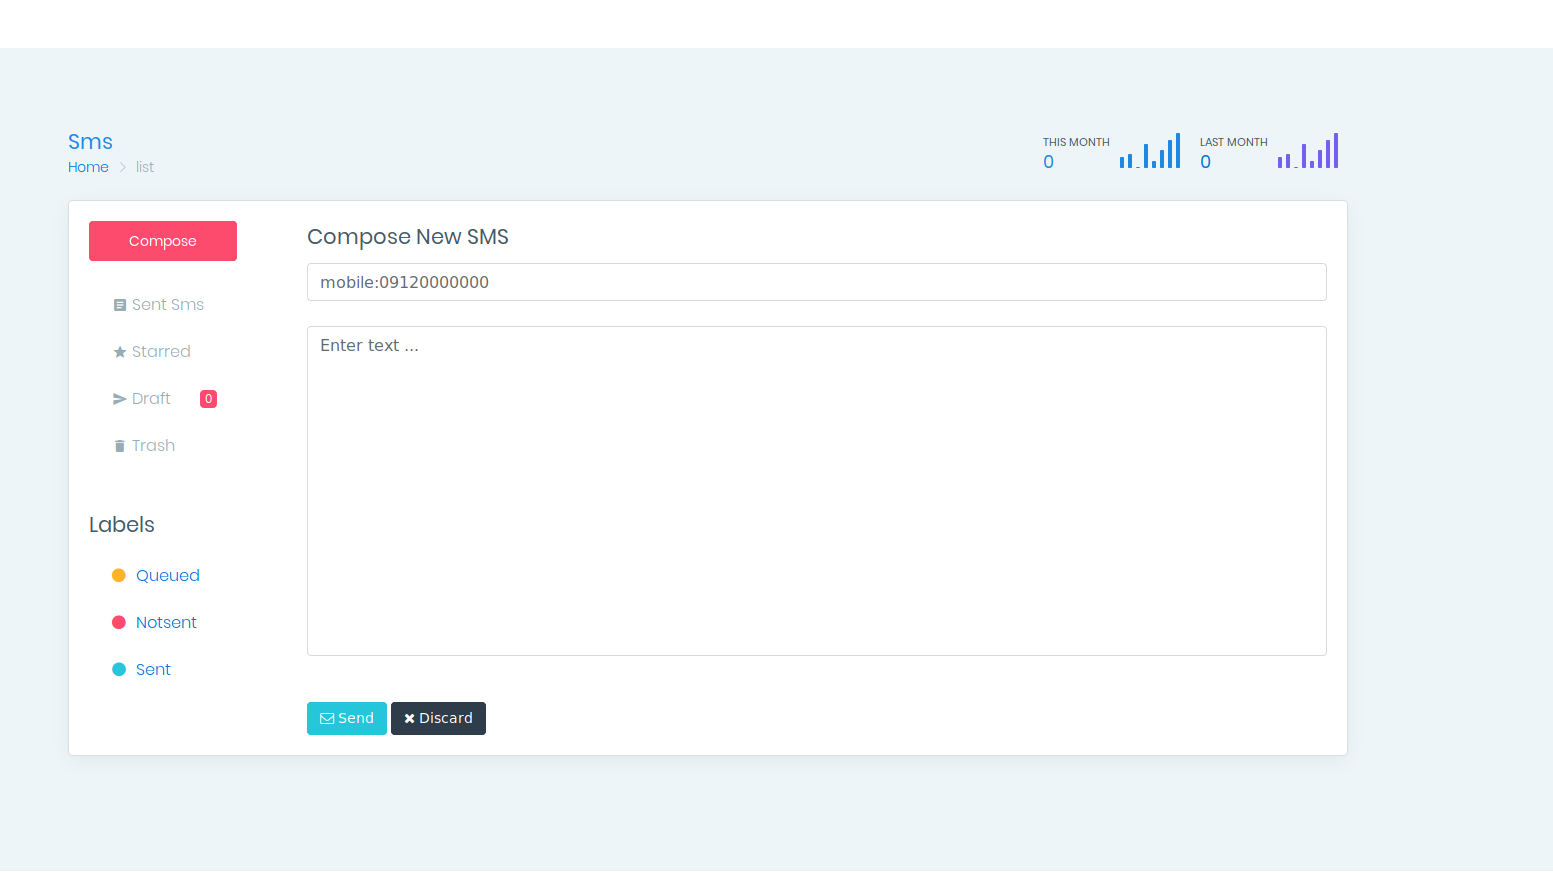 Sms
Home > list
THIS MONTH
0
LAST MONTH
0
Compose
Sent Sms
Starred
Draft 0
Trash
Labels
Queued
Notsent
Sent
Compose New SMS
mobile:09120000000
Enter text ...
Send
Discard